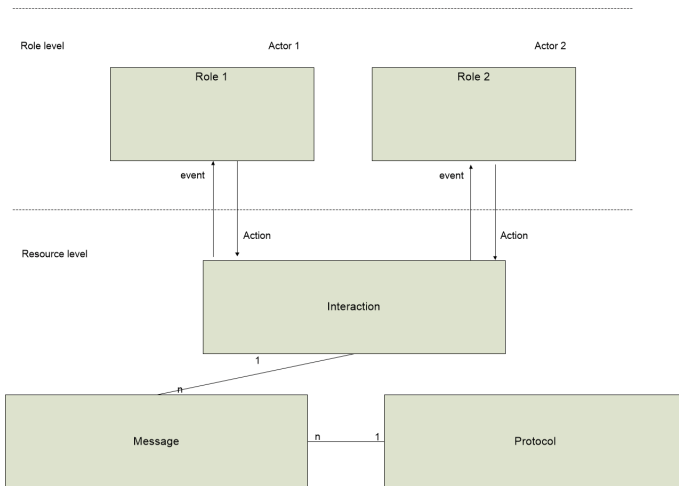 Role level
Actor 1
Actor 2
Role 1
Role 2
event
event
Action
Action
Resource level
Interaction
1
n
Message
n
1
Protocol